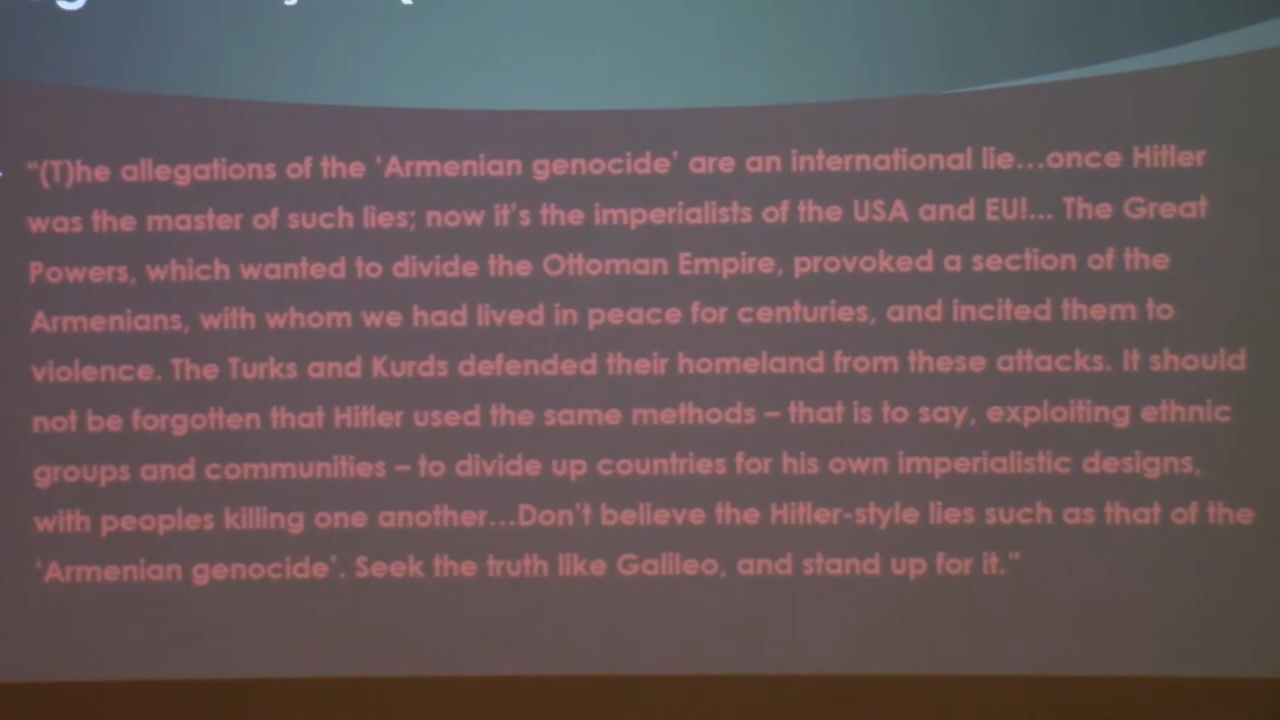 “(T)he allegations of the ‘Armenian genocide’ are an international lie...once Hitler
was the master of such lies; now it's the imperialists of the USA and EU!... The Great
Powers, which wanted to divide the Ottoman Empire, provoked a section of the
Armenians, with whom we had lived in peace for centuries, and incited them to
violence. The Turks and Kurds defended their homeland from these attacks. It should
not be forgotten that Hitler used the same methods – that is to say, exploiting ethnic
groups and communities – to divide up countries for his own imperialistic designs,
with peoples killing one another...Don't believe the Hitler-style lies such as that of the
‘Armenian genocide’. Seek the truth like Galileo, and stand up for it.”